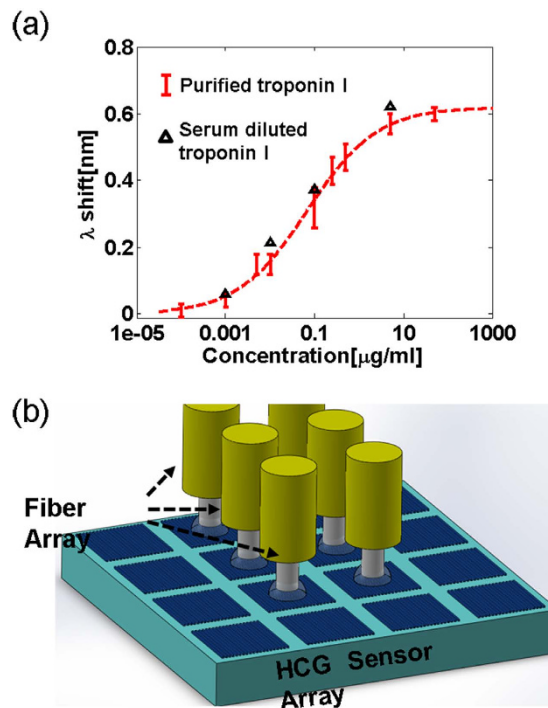 (a)
0.8
0.6
0.4
0.2
0
λ shift[nm]
Purified troponin I
Serum diluted
troponin I
1e-05 0.001 0.1 10 1000
Concentration[μg/ml]
(b)
Fiber
Array
HCG Sensor
Array